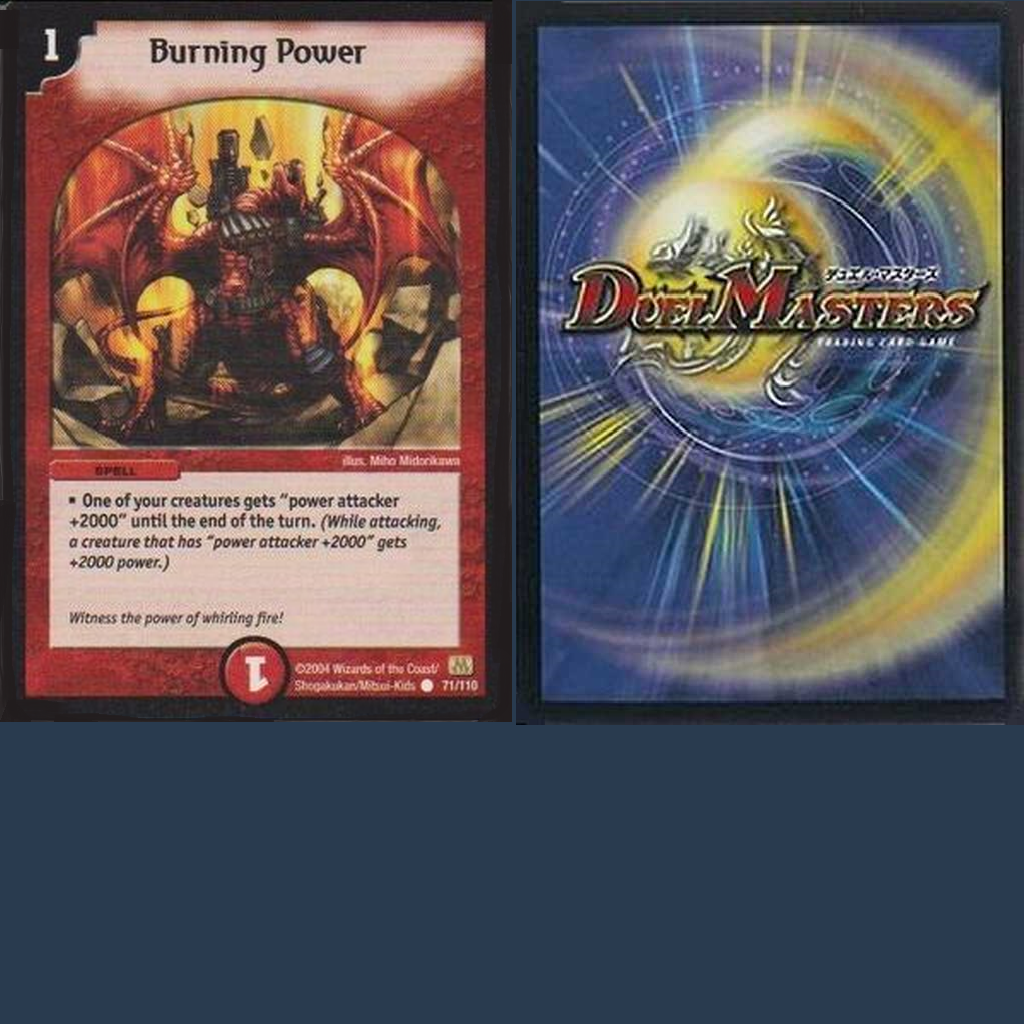 1
Burning Power
illus. Miho Midorikawa
SPELL
▪ One of your creatures gets "power attacker
+2000" until the end of the turn. (While attacking,
a creature that has "power attacker +2000" gets
+2000 power.)
Witness the power of whirling fire!
1
©2004 Wizards of the Coast/
Shogakukan/Mitsui-Kids ● 71/110
デュエル・マスターズ
DUEL MASTERS
TRADING CARD GAME